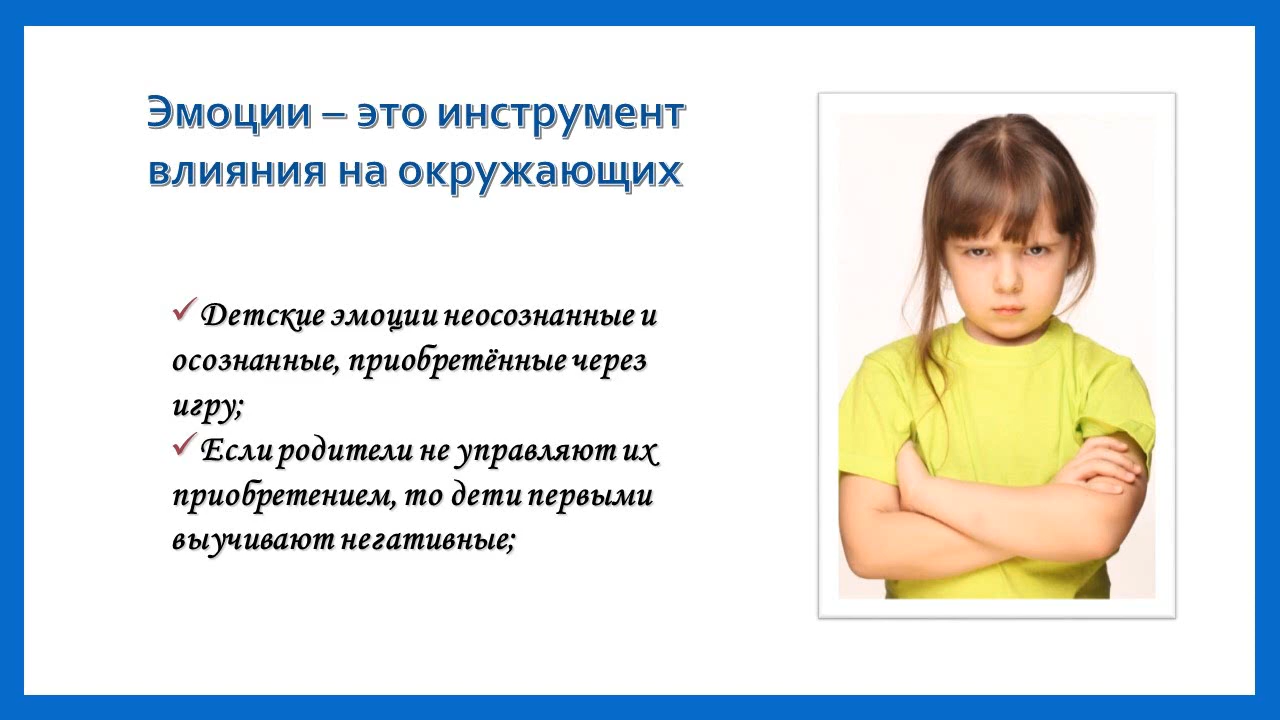 Эмоции – это инструмент
влияния на окружающих
✓Детские эмоции неосознанные и
осознанные, приобретённые через
игру;
✓Если родители не управляют их
приобретением, то дети первыми
выучивают негативные;